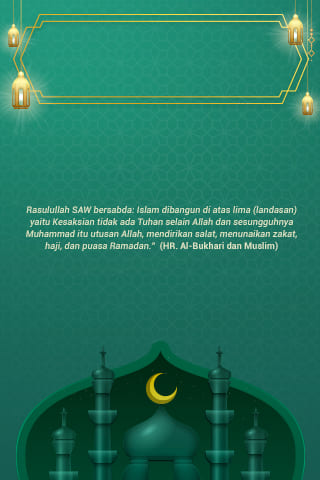 Rasulullah SAW bersabda: Islam dibangun di atas lima (landasan)
yaitu Kesaksian tidak ada Tuhan selain Allah dan sesungguhnya
Muhammad itu utusan Allah, mendirikan salat, menunaikan zakat,
haji, dan puasa Ramadan." (HR. Al-Bukhari dan Muslim)